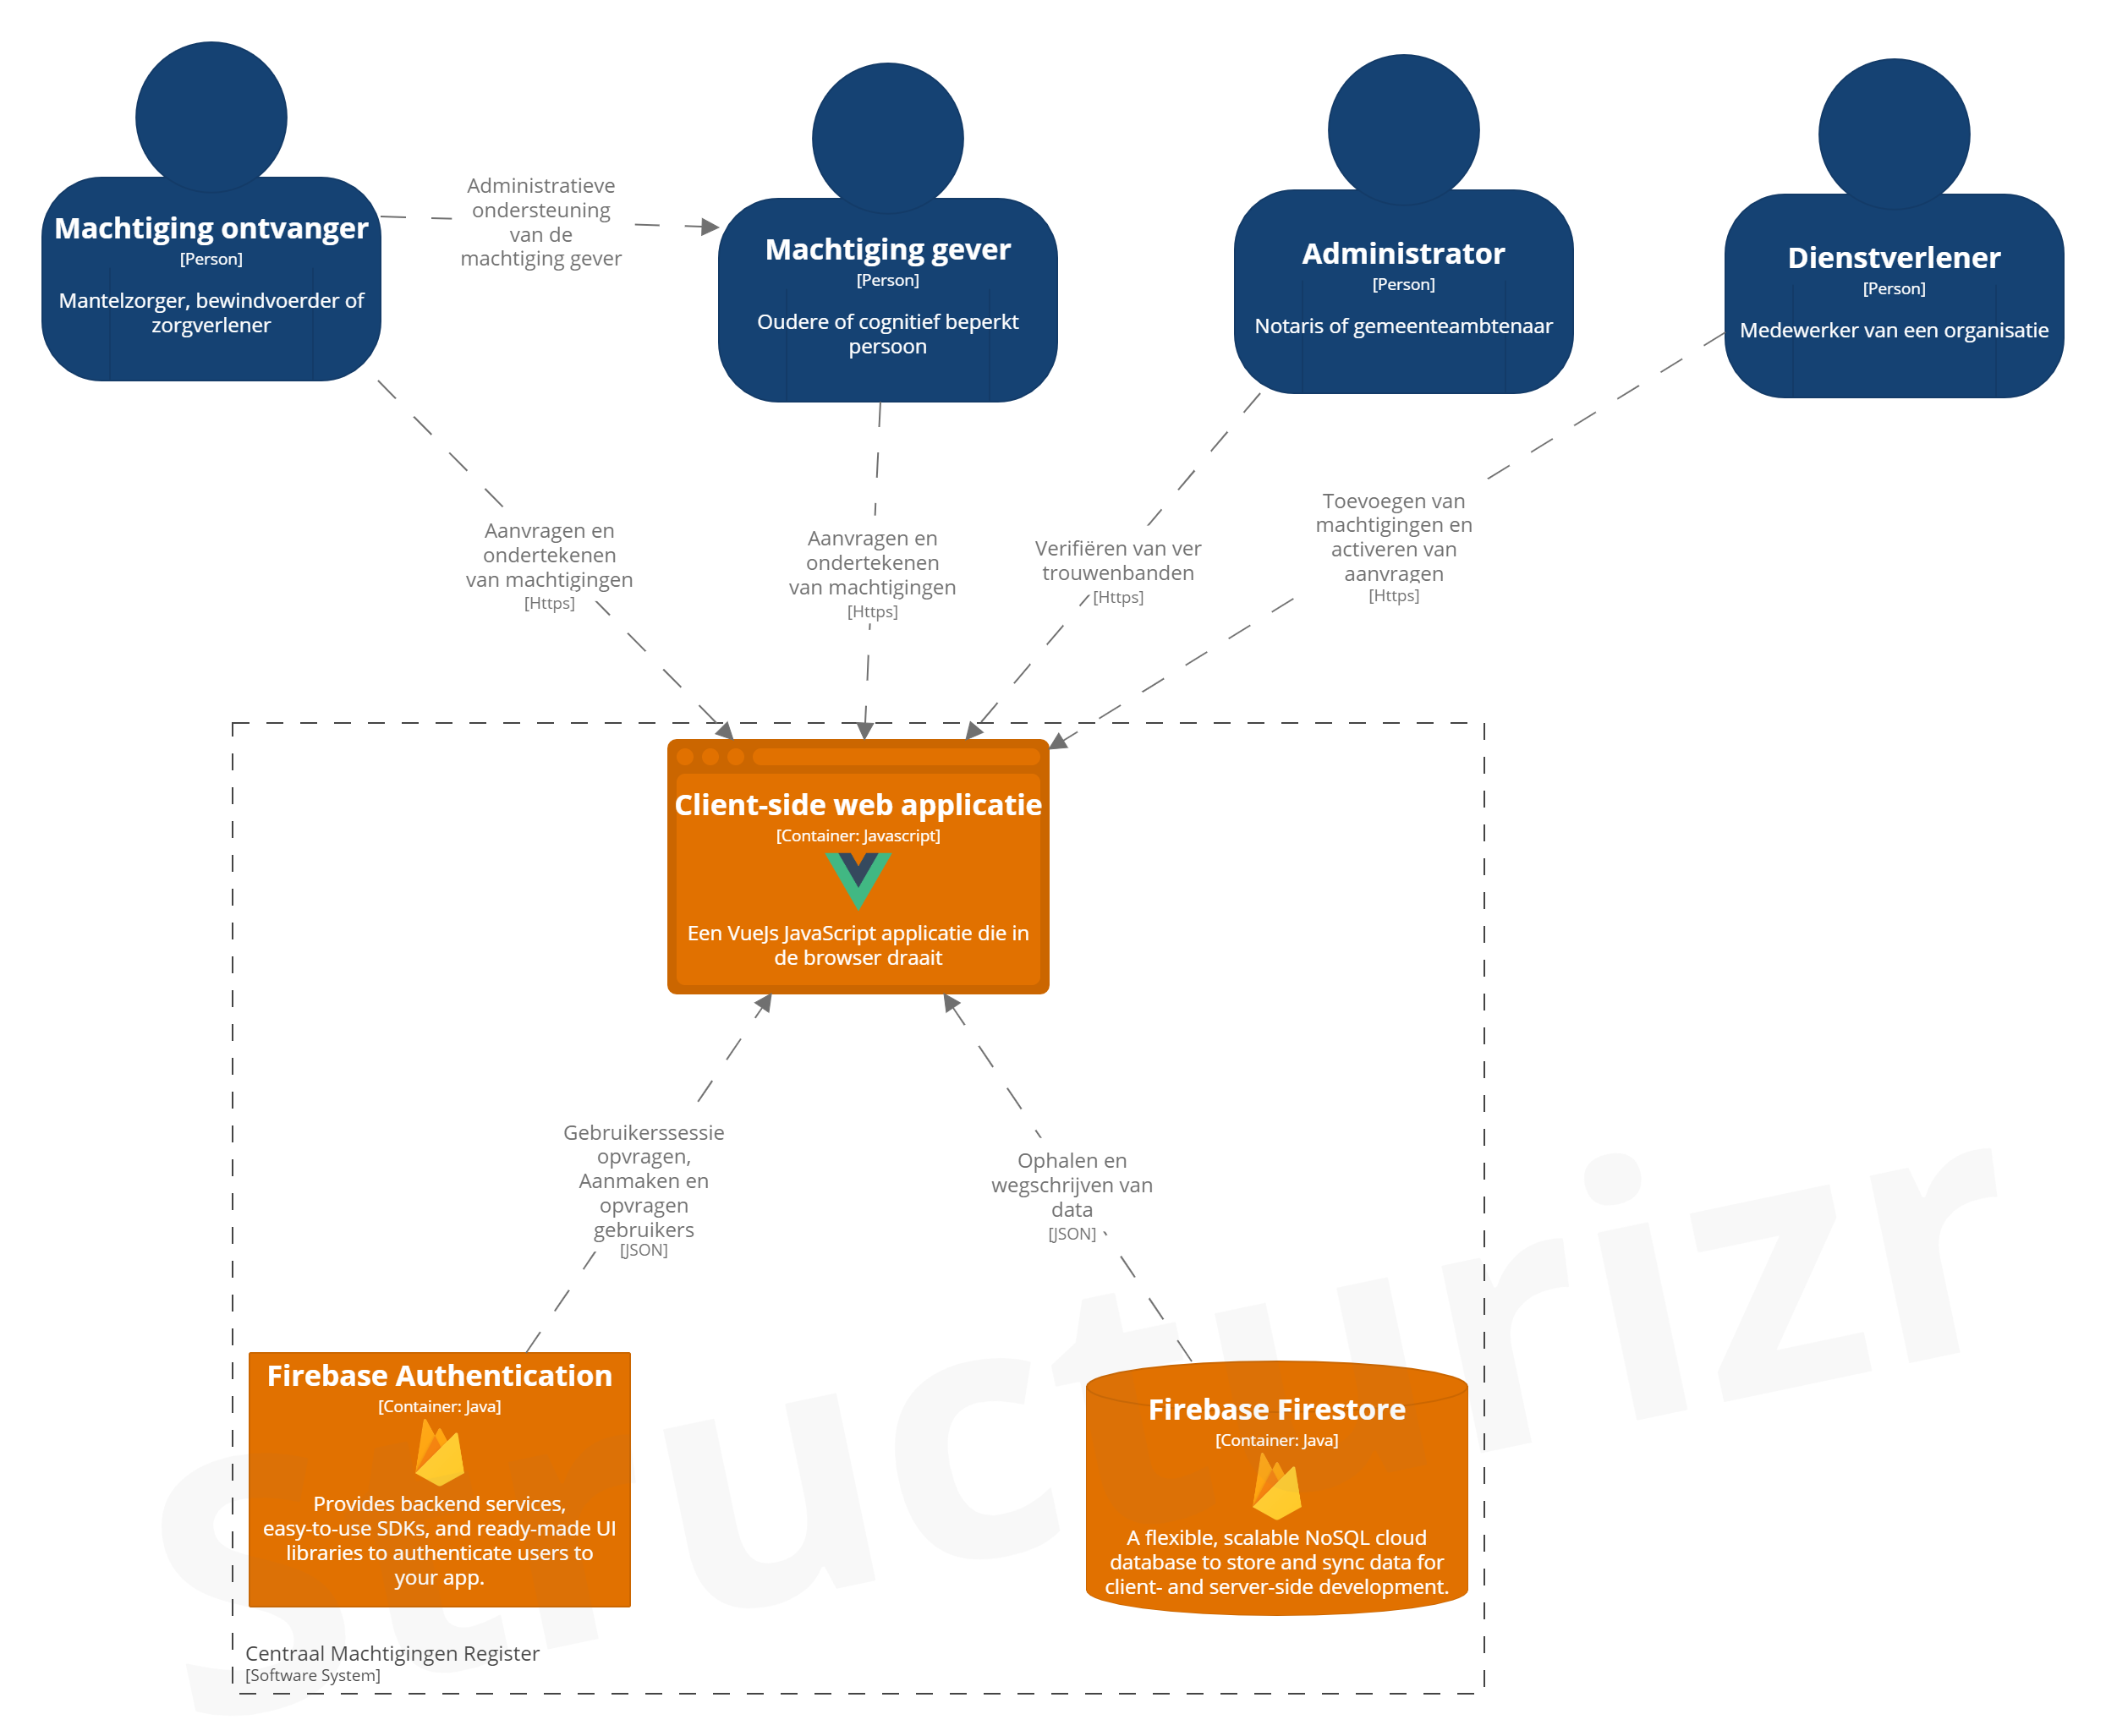 Machtiging ontvanger
[Person]
Mantelzorger, bewindvoerder of
zorgverlener
Administratieve
ondersteuning
van de
machtiging gever
Machtiging gever
[Person]
Oudere of cognitief beperkt
persoon
Administrator
[Person]
Notaris of gemeenteambtenaar
Dienstverlener
[Person]
Medewerker van een organisatie
Aanvragen en
ondertekenen
van machtigingen
[Https]
Aanvragen en
ondertekenen
van machtigingen
[Https]
Verifiëren van ver
trouwenbanden
[Https]
Toevoegen van
machtigingen en
activeren van
aanvragen
[Https]
Client-side web applicatie
[Container: Javascript]
Een VueJs JavaScript applicatie die in
de browser draait
Gebruikerssessie
opvragen,
Aanmaken en
opvragen
gebruikers
[JSON]
Ophalen en
wegschrijven van
data
[JSON]
Firebase Authentication
[Container: Java]
Provides backend services,
easy-to-use SDKs, and ready-made UI
libraries to authenticate users to
your app.
Firebase Firestore
[Container: Java]
A flexible, scalable NoSQL cloud
database to store and sync data for
client- and server-side development.
Centraal Machtigingen Register
[Software System]
Structurizr